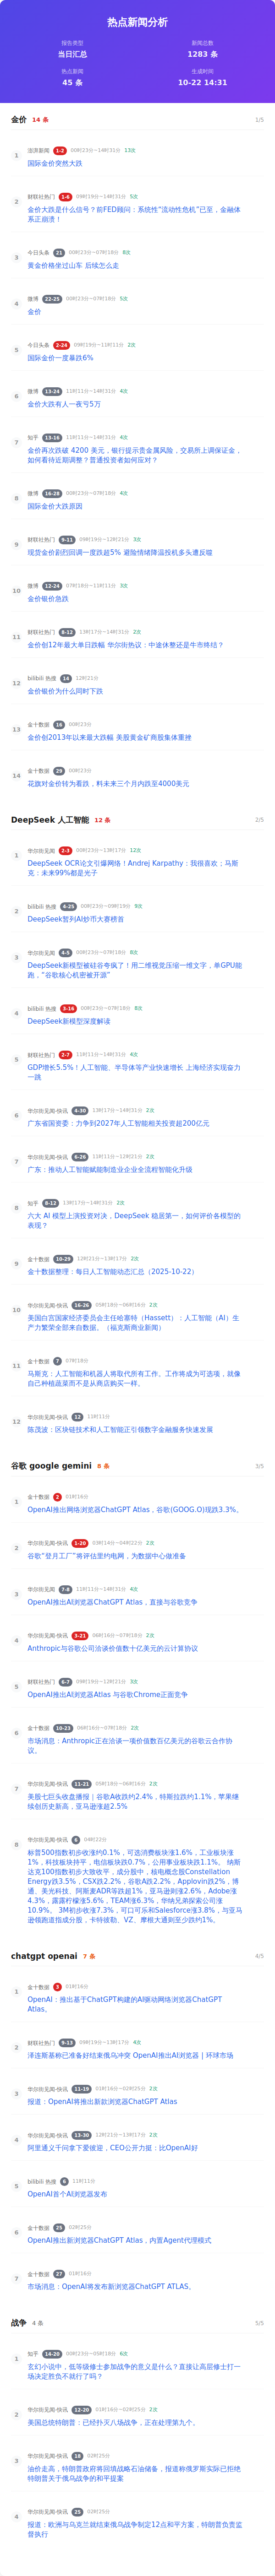 热点新闻分析
报告类型
当日汇总
新闻总数
1283 条
热点新闻
45 条
生成时间
10-22 14:31
金价 14 条 1/5
1 澎湃新闻 1-2 00时23分~14时31分 13次
国际金价突然大跌
2 财联社热门 1-6 09时19分~14时31分 5次
金价大跌是什么信号？前FED顾问：系统性“流动性危机”已至，金融体
系正崩溃！
3 今日头条 21 00时23分~07时18分 8次
黄金价格坐过山车 后续怎么走
4 微博 22-25 00时23分~07时18分 5次
金价
5 今日头条 2-24 09时19分~11时11分 2次
国际金价一度暴跌6%
6 微博 13-24 11时11分~14时31分 4次
金价大跌有人一夜亏5万
7 知乎 13-16 11时11分~14时31分 4次
金价再次跌破 4200 美元，银行提示贵金属风险，交易所上调保证金，
如何看待近期调整？普通投资者如何应对？
8 微博 16-28 00时23分~07时18分 4次
国际金价大跌原因
9 财联社热门 9-11 09时19分~12时21分 3次
现货金价剧烈回调一度跌超5% 避险情绪降温投机多头遭反噬
10 微博 12-24 07时18分~11时11分 3次
金价银价急跌
11 财联社热门 8-12 13时17分~14时31分 2次
金价创12年最大单日跌幅 华尔街热议：中途休整还是牛市终结？
12 bilibili 热搜 14 12时21分
金价银价为什么同时下跌
13 金十数据 16 00时23分
金价创2013年以来最大跌幅 美股黄金矿商股集体重挫
14 金十数据 29 00时23分
花旗对金价转为看跌，料未来三个月内跌至4000美元
DeepSeek 人工智能 12 条 2/5
1 华尔街见闻 2-3 00时23分~13时17分 12次
DeepSeek OCR论文引爆网络！Andrej Karpathy：我很喜欢；马斯
克：未来99%都是光子
2 bilibili 热搜 4-25 00时23分~09时19分 9次
DeepSeek暂列AI炒币大赛榜首
3 华尔街见闻 4-5 00时23分~07时18分 8次
DeepSeek新模型被硅谷夸疯了！用二维视觉压缩一维文字，单GPU能
跑，“谷歌核心机密被开源”
4 bilibili 热搜 3-16 00时23分~07时18分 8次
DeepSeek新模型深度解读
5 财联社热门 2-7 11时11分~14时31分 4次
GDP增长5.5%！人工智能、半导体等产业快速增长 上海经济实现奋力
一跳
6 华尔街见闻-快讯 4-30 13时17分~14时31分 2次
广东省国资委：力争到2027年人工智能相关投资超200亿元
7 华尔街见闻-快讯 6-26 11时11分~12时21分 2次
广东：推动人工智能赋能制造业企业全流程智能化升级
8 知乎 8-12 13时17分~14时31分 2次
六大 AI 模型上演投资对决，DeepSeek 稳居第一，如何评价各模型的
表现？
9 金十数据 10-29 12时21分~13时17分 2次
金十数据整理：每日人工智能动态汇总（2025-10-22）
10 华尔街见闻-快讯 16-26 05时18分~06时16分 2次
美国白宫国家经济委员会主任哈塞特（Hassett）：人工智能（AI）生
产力繁荣全部来自数据。（福克斯商业新闻）
11 金十数据 7 07时18分
马斯克：人工智能和机器人将取代所有工作。工作将成为可选项，就像
自己种植蔬菜而不是从商店购买一样。
12 华尔街见闻-快讯 12 11时11分
陈茂波：区块链技术和人工智能正引领数字金融服务快速发展
谷歌 google gemini 8 条 3/5
1 金十数据 2 01时16分
OpenAI推出网络浏览器ChatGPT Atlas，谷歌(GOOG.O)现跌3.3%。
2 华尔街见闻-快讯 1-20 03时14分~04时22分 2次
谷歌“登月工厂”将评估里约电网，为数据中心做准备
3 华尔街见闻 7-8 11时11分~14时31分 4次
OpenAI推出AI浏览器ChatGPT Atlas，直接与谷歌竞争
4 华尔街见闻-快讯 3-21 06时16分~07时18分 2次
Anthropic与谷歌公司洽谈价值数十亿美元的云计算协议
5 财联社热门 6-7 09时19分~12时21分 3次
OpenAI推出AI浏览器Atlas 与谷歌Chrome正面竞争
6 金十数据 10-23 06时16分~07时18分 2次
市场消息：Anthropic正在洽谈一项价值数百亿美元的谷歌云合作协
议。
7 华尔街见闻-快讯 11-21 05时18分~06时16分 2次
美股七巨头收盘播报｜谷歌A收跌约2.4%，特斯拉跌约1.1%，苹果继
续创历史新高，亚马逊涨超2.5%
8 华尔街见闻-快讯 6 04时22分
标普500指数初步收涨约0.1%，可选消费板块涨1.6%，工业板块涨
1%，科技板块持平，电信板块跌0.7%，公用事业板块跌1.1%。 纳斯
达克100指数初步大致收平，成分股中，核电概念股Constellation
Energy跌3.5%，CSX跌2.2%，谷歌A跌2.2%，Applovin跌2%，博
通、美光科技、阿斯麦ADR等跌超1%，亚马逊则涨2.6%，Adobe涨
4.3%，露露柠檬涨5.6%，TEAM涨6.3%，华纳兄弟探索公司涨
10.9%。 3M初步收涨7.3%，可口可乐和Salesforce涨3.8%，与亚马
逊领跑道指成分股，卡特彼勒、VZ、摩根大通则至少跌约1%。
chatgpt openai 7 条 4/5
1 金十数据 3 01时16分
OpenAI：推出基于ChatGPT构建的AI驱动网络浏览器ChatGPT
Atlas。
2 财联社热门 9-13 09时19分~13时17分 4次
泽连斯基称已准备好结束俄乌冲突 OpenAI推出AI浏览器 | 环球市场
3 华尔街见闻-快讯 11-19 01时16分~02时25分 2次
报道：OpenAI将推出新款浏览器ChatGPT Atlas
4 华尔街见闻-快讯 13-30 12时21分~13时17分 2次
阿里通义千问拿下爱彼迎，CEO公开力挺：比OpenAI好
5 bilibili 热搜 6 11时11分
OpenAI首个AI浏览器发布
6 金十数据 25 02时25分
OpenAI推出新浏览器ChatGPT Atlas，内置Agent代理模式
7 金十数据 27 01时16分
市场消息：OpenAI将发布新浏览器ChatGPT ATLAS。
战争 4 条 5/5
1 知乎 14-20 00时23分~05时18分 6次
玄幻小说中，低等级修士参加战争的意义是什么？直接让高层修士打一
场决定胜负不就行了吗？
2 华尔街见闻-快讯 12-20 01时16分~02时25分 2次
美国总统特朗普：已经扑灭八场战争，正在处理第九个。
3 华尔街见闻-快讯 18 02时25分
油价走高，特朗普政府将回填战略石油储备，报道称俄罗斯实际已拒绝
特朗普关于俄乌战争的和平提案
4 华尔街见闻-快讯 25 02时25分
报道：欧洲与乌克兰就结束俄乌战争制定12点和平方案，特朗普负责监
督执行